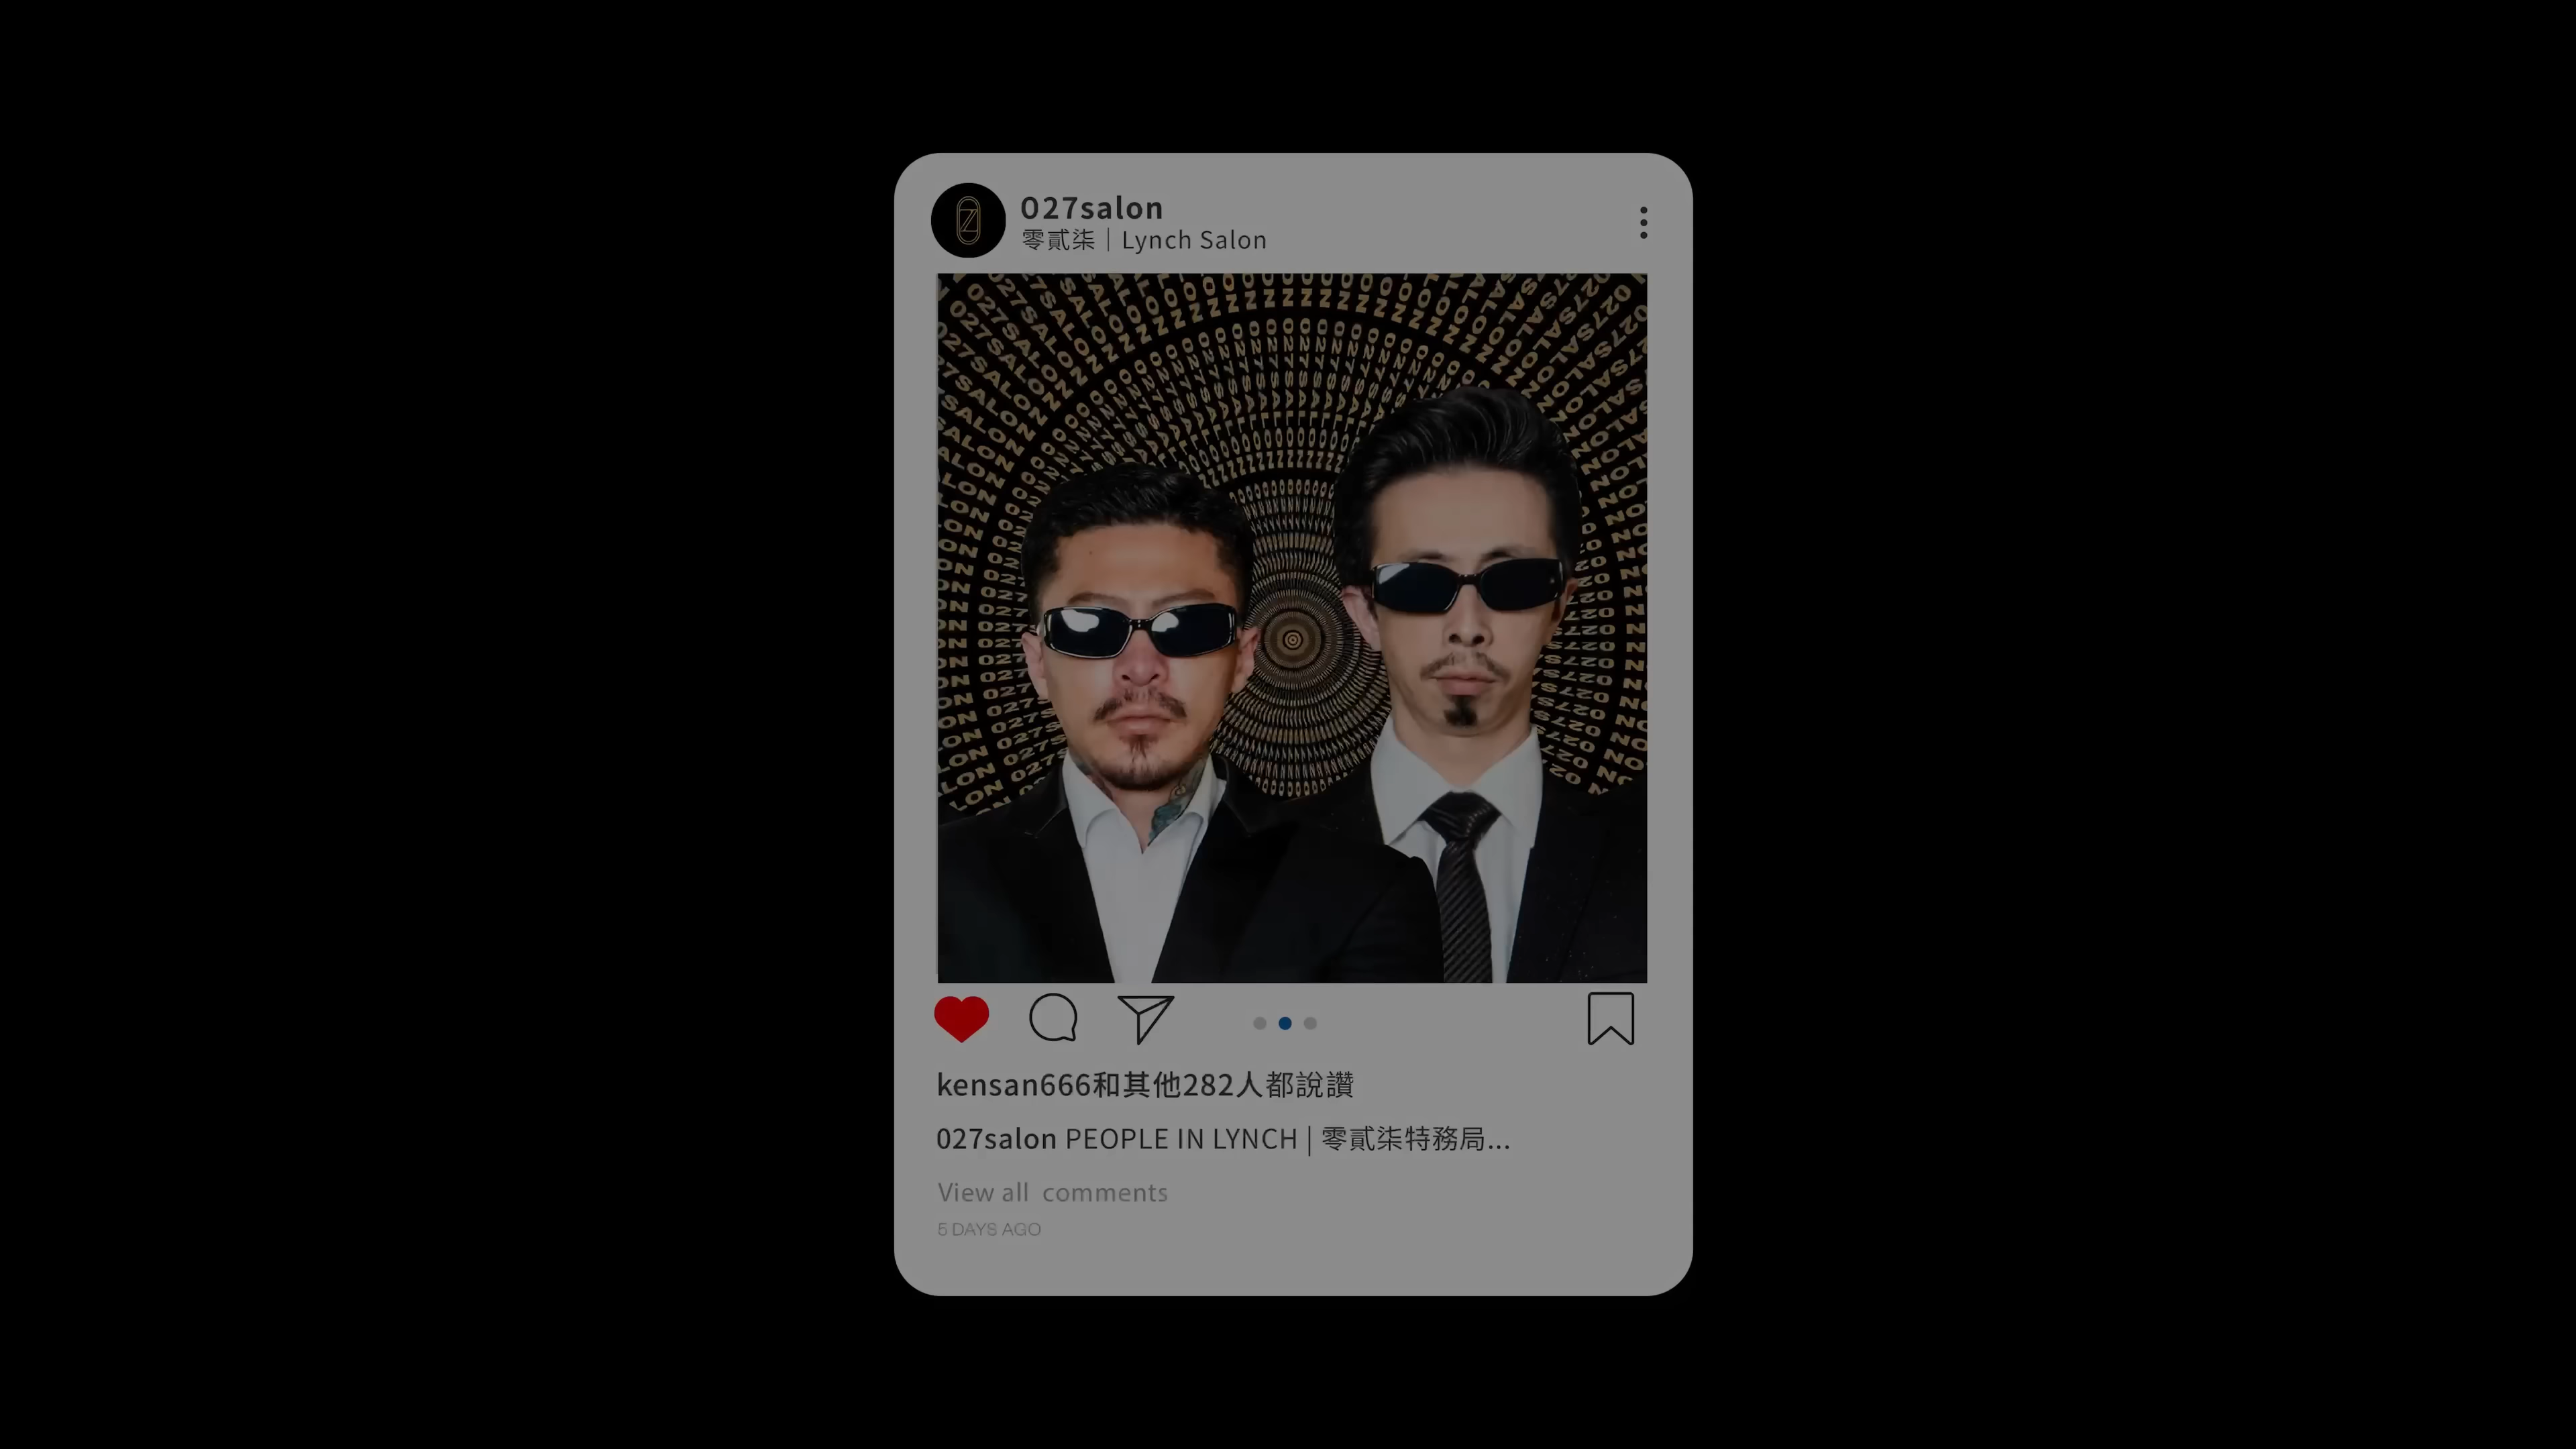 027salon
零貳柒｜Lynch Salon
027SALON
kensan666和其他282人都說讚
027salon PEOPLE IN LYNCH | 零貳柒特務局...
View all comments
5 DAYS AGO